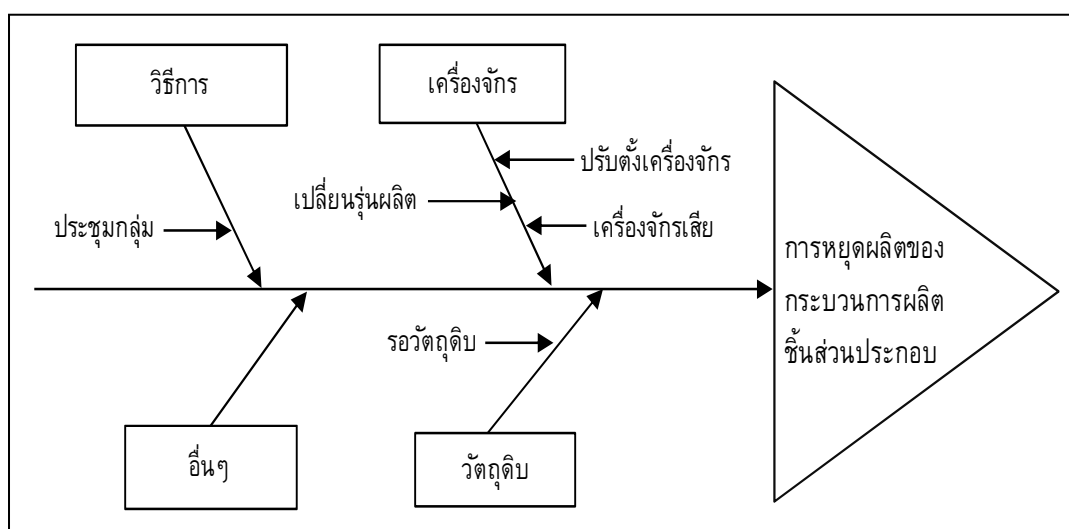 วิธีการ
เครื่องจักร
ปรับตั้งเครื่องจักร
เปลี่ยนรุ่นผลิต
ประชุมกลุ่ม
เครื่องจักรเสีย
การหยุดผลิตของ
กระบวนการผลิต
ชิ้นส่วนประกอบ
รอวัตถุดิบ
อื่นๆ
วัตถุดิบ